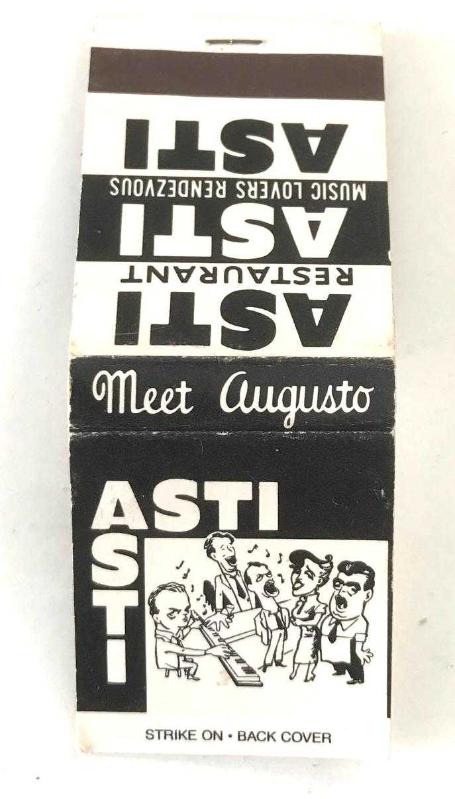 ASTI
MUSIC LOVERS RENDEZVOUS
ASTI
RESTAURANT
ASTI
Meet Augusto
ASTI
ASTI
STRIKE ON • BACK COVER